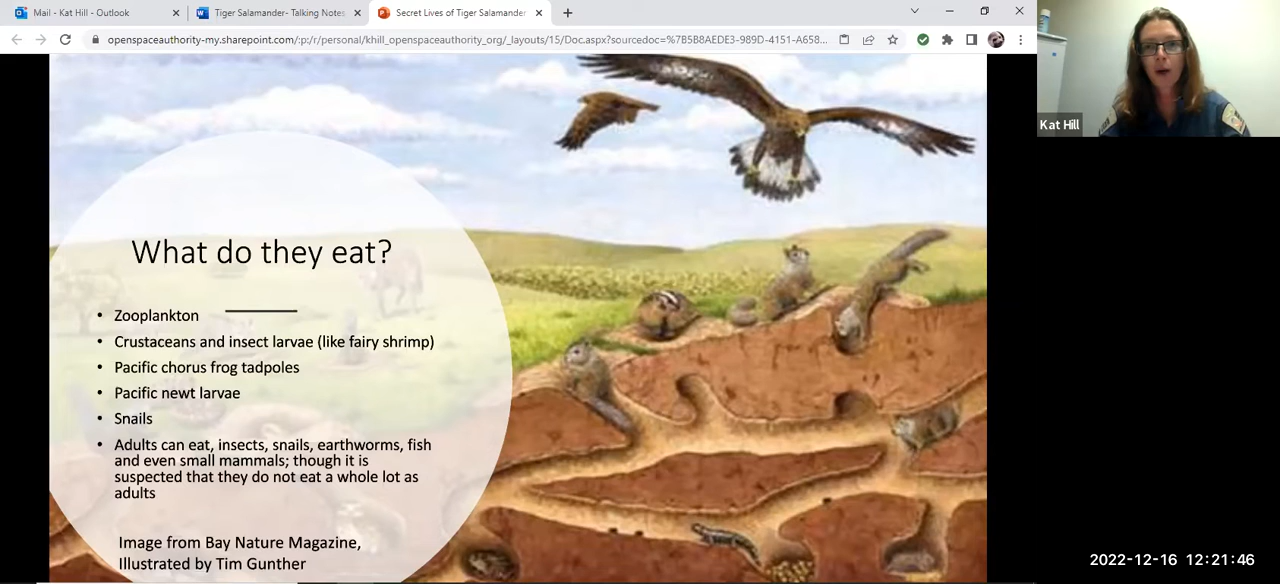 Mail - Kat Hill - Outlook
Tiger Salamander- Talking Notes
Secret Lives of Tiger Salamander
openspaceauthority-my.sharepoint.com/:p:/r/personal/khill_openspaceauthority_org/_layouts/15/Doc.aspx?sourcedoc=%7B5B8AEDE3-989D-4151-A658...
Kat Hill
What do they eat?
• Zooplankton
• Crustaceans and insect larvae (like fairy shrimp)
• Pacific chorus frog tadpoles
• Pacific newt larvae
• Snails
• Adults can eat, insects, snails, earthworms, fish
and even small mammals; though it is
suspected that they do not eat a whole lot as
adults
Image from Bay Nature Magazine,
Illustrated by Tim Gunther
2022-12-16 12:21:46